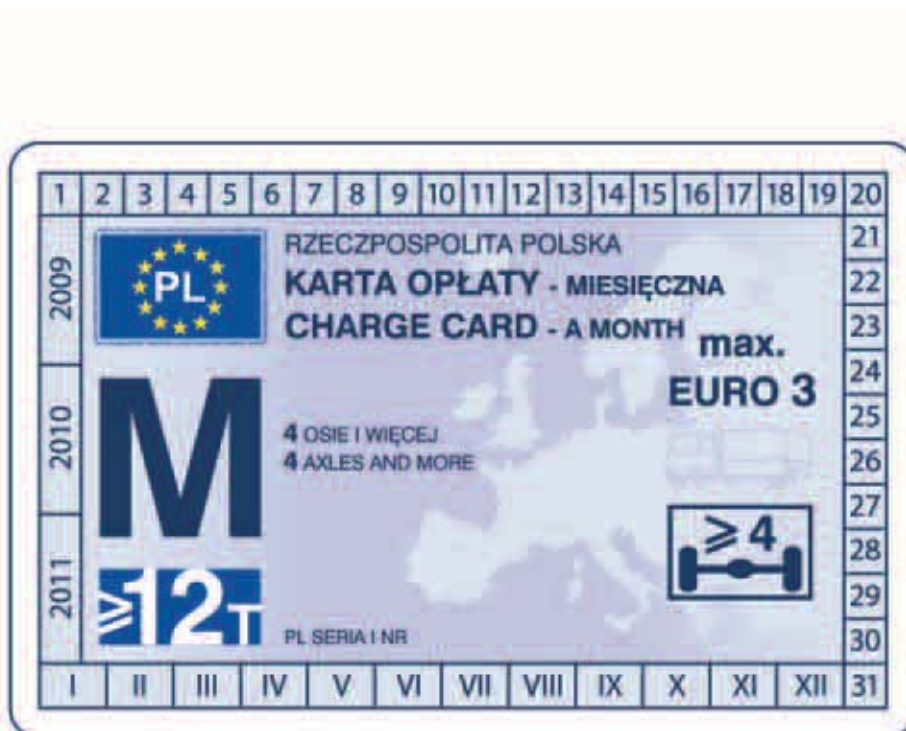 1 2 3 4 5 6 7 8 9 10 11 12 13 14 15 16 17 18 19 20
21
22
23
24
25
26
27
28
29
30
31
2009
2010
2011
PL
RZECZPOSPOLITA POLSKA
KARTA OPŁATY - MIESIĘCZNA
CHARGE CARD - A MONTH
max.
EURO 3
M
4 OSIE I WIĘCEJ
4 AXLES AND MORE
≥ 4
≥12T
PL SERIA I NR
I II III IV V VI VII VIII IX X XI XII